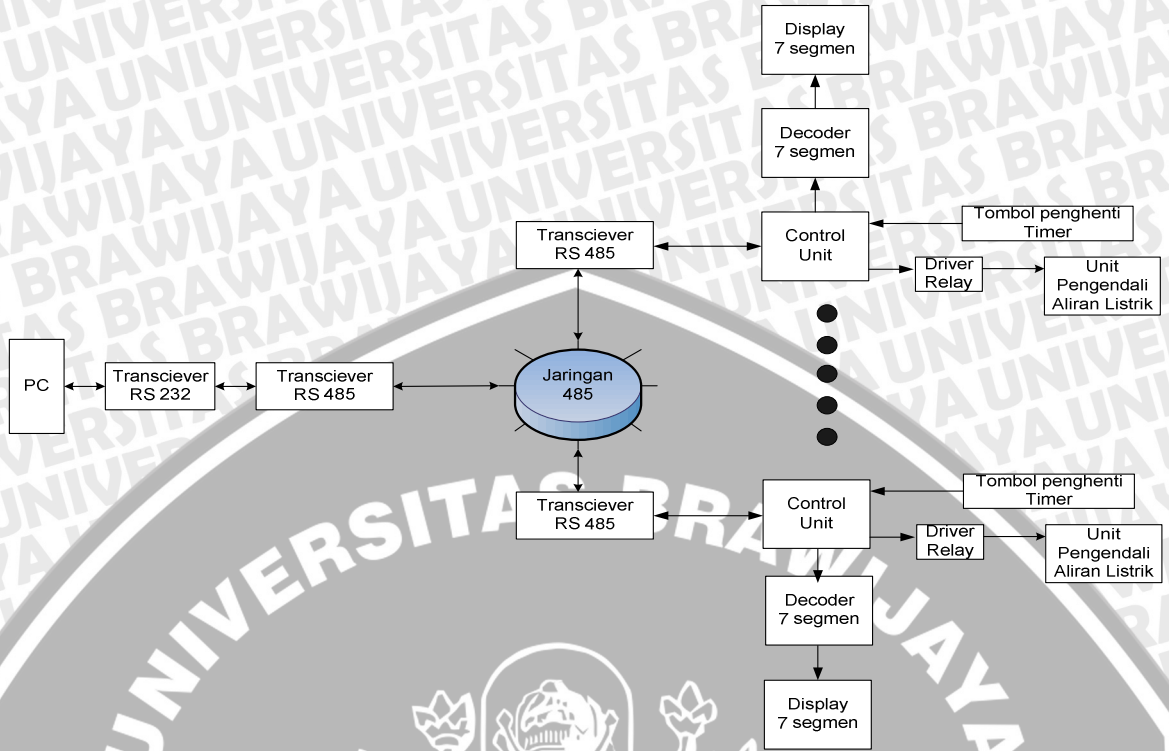 Display
7 segmen
Decoder
7 segmen
Control
Unit
Tombol penghenti
Timer
Driver
Relay
Unit
Pengendali
Aliran Listrik
Transciever
RS 485
PC
Transciever
RS 232
Transciever
RS 485
Jaringan
485
Transciever
RS 485
Control
Unit
Tombol penghenti
Timer
Driver
Relay
Unit
Pengendali
Aliran Listrik
Decoder
7 segmen
Display
7 segmen
UNIVERSITAS BRAWIJAYA